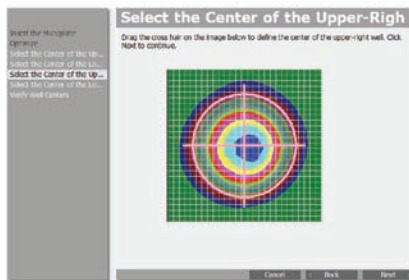 Select the Center of the Upper-Righ
Insert the Microplate
Optimize
Select the Center of the Up...
Select the Center of the Lo...
Select the Center of the Up...
Select the Center of the Lo...
Verify Well Centers
Drag the cross hair on the image below to define the center of the upper-right well. Click
Next to continue.
Cancel
Back
Next